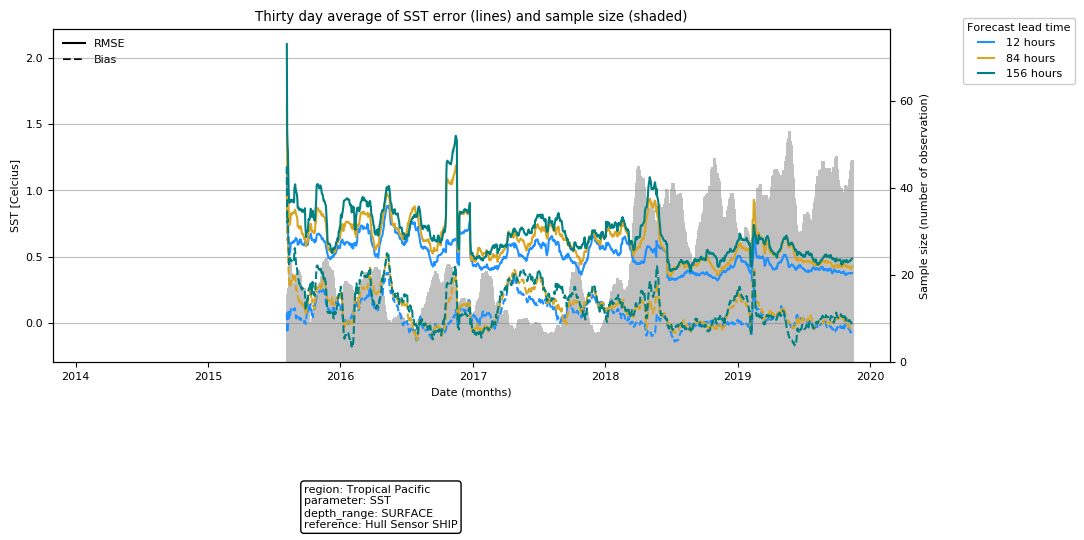 Thirty day average of SST error (lines) and sample size (shaded)
RMSE
Bias
Forecast lead time
12 hours
84 hours
156 hours
2.0
1.5
1.0
0.5
0.0
SST [Celcius]
60
40
20
0
Sample size (number of observation)
2014 2015 2016 2017 2018 2019 2020
Date (months)
region: Tropical Pacific
parameter: SST
depth_range: SURFACE
reference: Hull Sensor SHIP